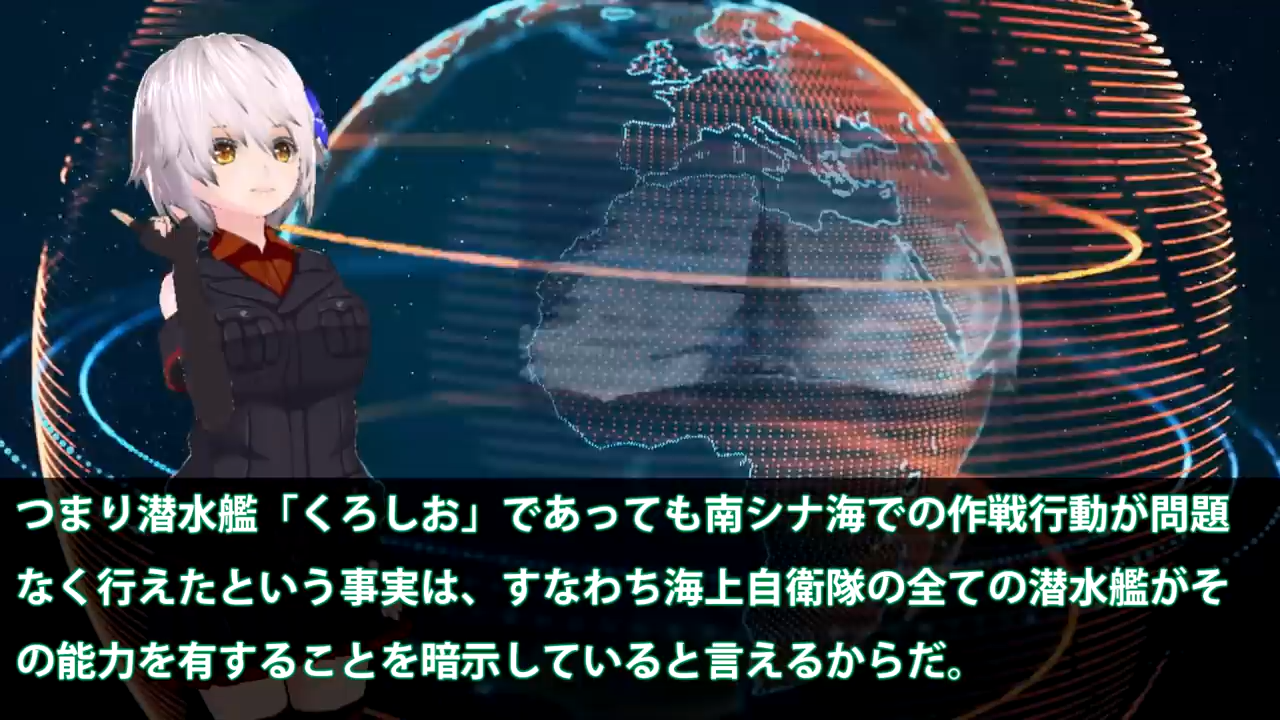 つまり潜水艦「くろしお」であっても南シナ海での作戦行動が問題
なく行えたという事実は、すなわち海上自衛隊の全ての潜水艦がそ
の能力を有することを暗示していると言えるからだ。